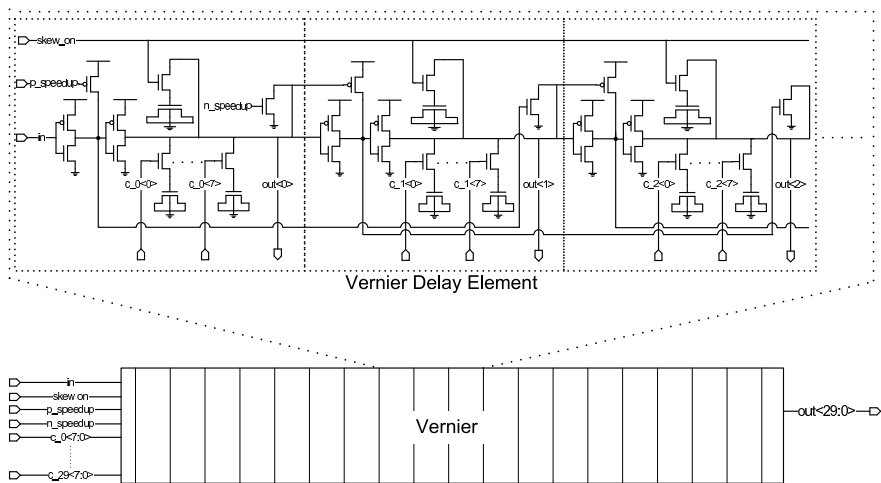 skew_on
p_speedup
n_speedup
in
c_0<0>
c_0<7>
out<0>
c_1<0>
c_1<7>
out<1>
c_2<0>
c_2<7>
out<2>
Vernier Delay Element
in
skew on
p_speedup
n_speedup
c_0<7:0>
c_29<7:0>
Vernier
out<29:0>